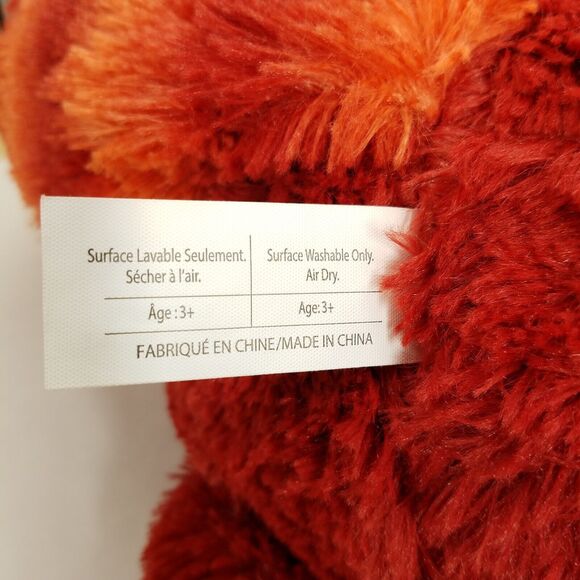 Surface Lavable Seulement.
Sécher à l'air.
Âge : 3+
Surface Washable Only.
Air Dry.
Age: 3+
FABRIQUÉ EN CHINE/MADE IN CHINA